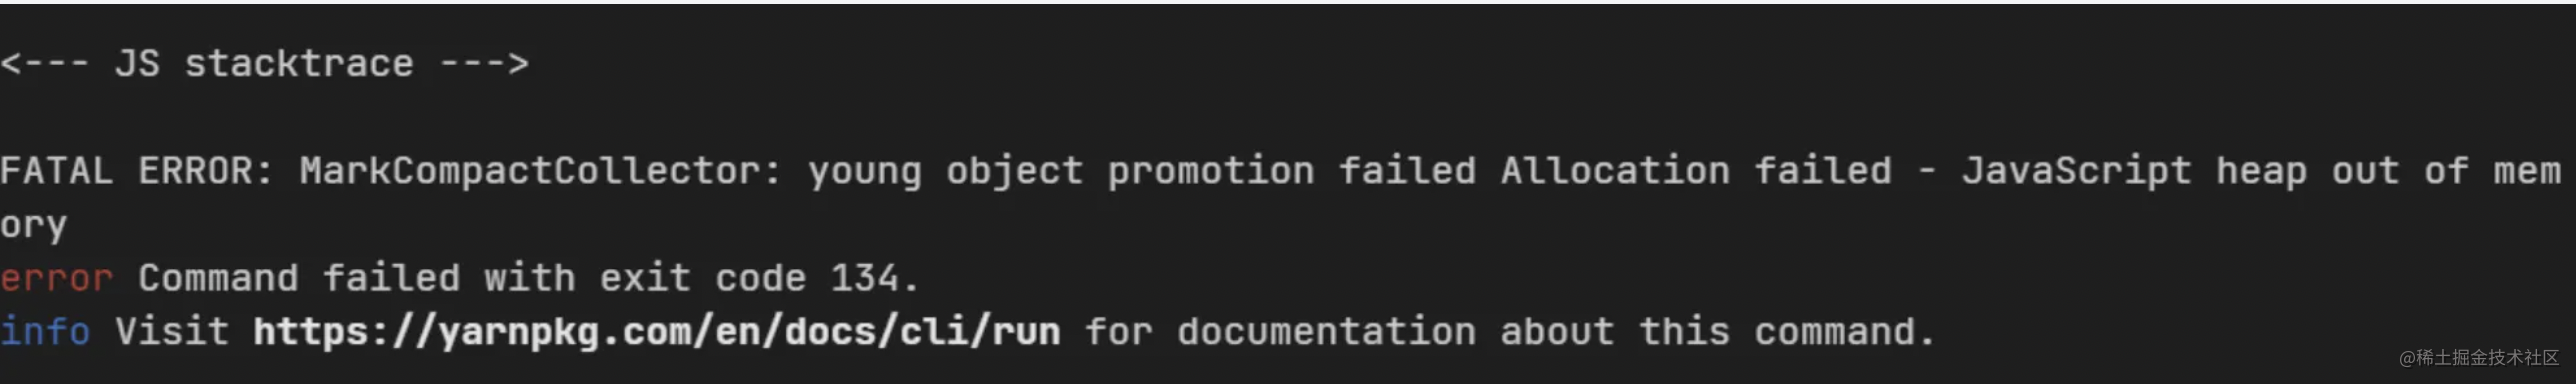 <--- JS stacktrace --->
FATAL ERROR: MarkCompactCollector: young object promotion failed Allocation failed - JavaScript heap out of mem
ory
error Command failed with exit code 134.
info Visit https://yarnpkg.com/en/docs/cli/run for documentation about this command.
@稀土掘金技术社区